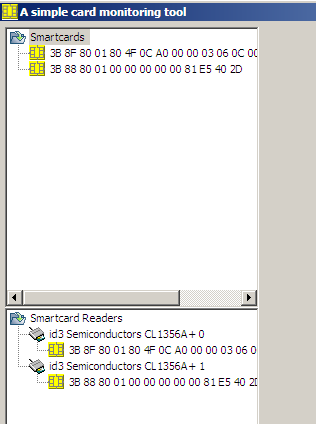 A simple card monitoring tool
Smartcards
3B 8F 80 01 80 4F 0C A0 00 00 03 06 0C 00
3B 88 80 01 00 00 00 00 00 81 E5 40 2D
Smartcard Readers
id3 Semiconductors CL1356A+ 0
3B 8F 80 01 80 4F 0C A0 00 00 03 06 0
id3 Semiconductors CL1356A+ 1
3B 88 80 01 00 00 00 00 00 81 E5 40 2D